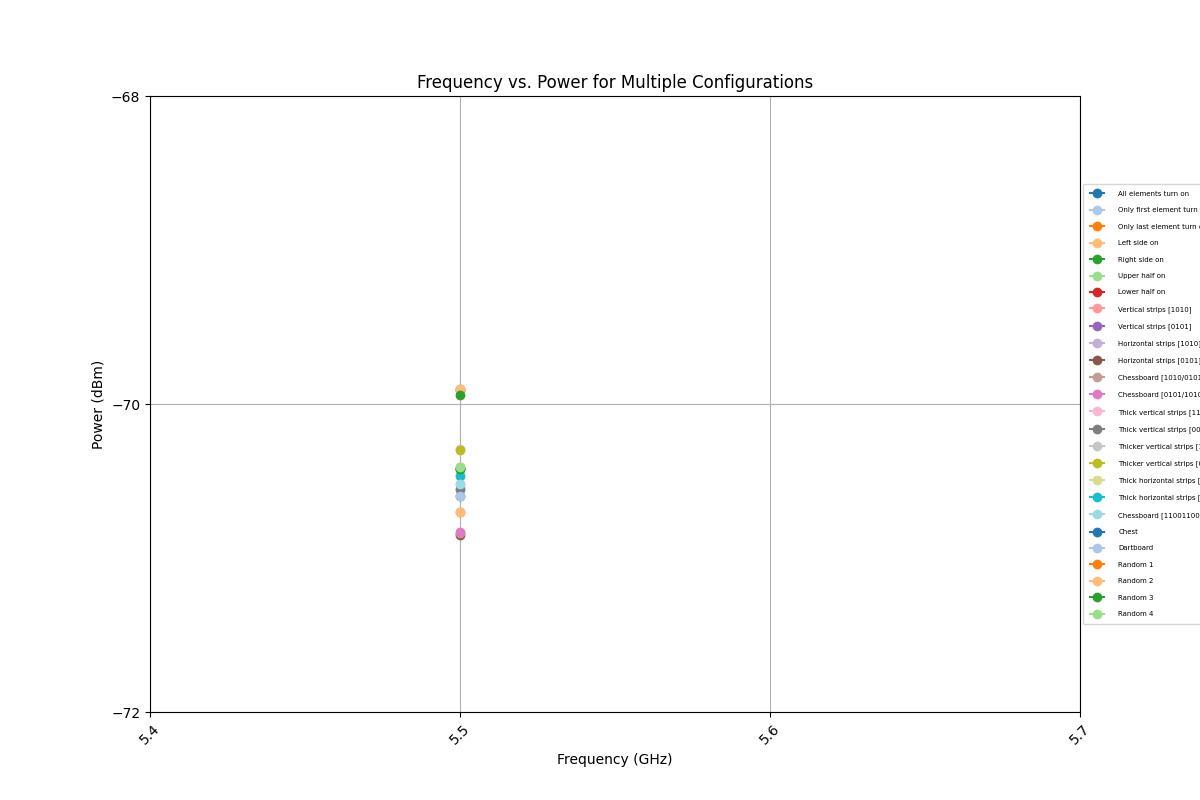 Frequency vs. Power for Multiple Configurations
−68
−70
−72
Power (dBm)
5.4
5.5
5.6
5.7
Frequency (GHz)
All elements turn on
Only first element turn
Only last element turn
Left side on
Right side on
Upper half on
Lower half on
Vertical strips [1010]
Vertical strips [0101]
Horizontal strips [1010]
Horizontal strips [0101]
Chessboard [1010/0101
Chessboard [0101/1010
Thick vertical strips [11
Thick vertical strips [00
Thicker vertical strips [
Thicker vertical strips [
Thick horizontal strips [
Thick horizontal strips [
Chessboard [11001100
Chest
Dartboard
Random 1
Random 2
Random 3
Random 4